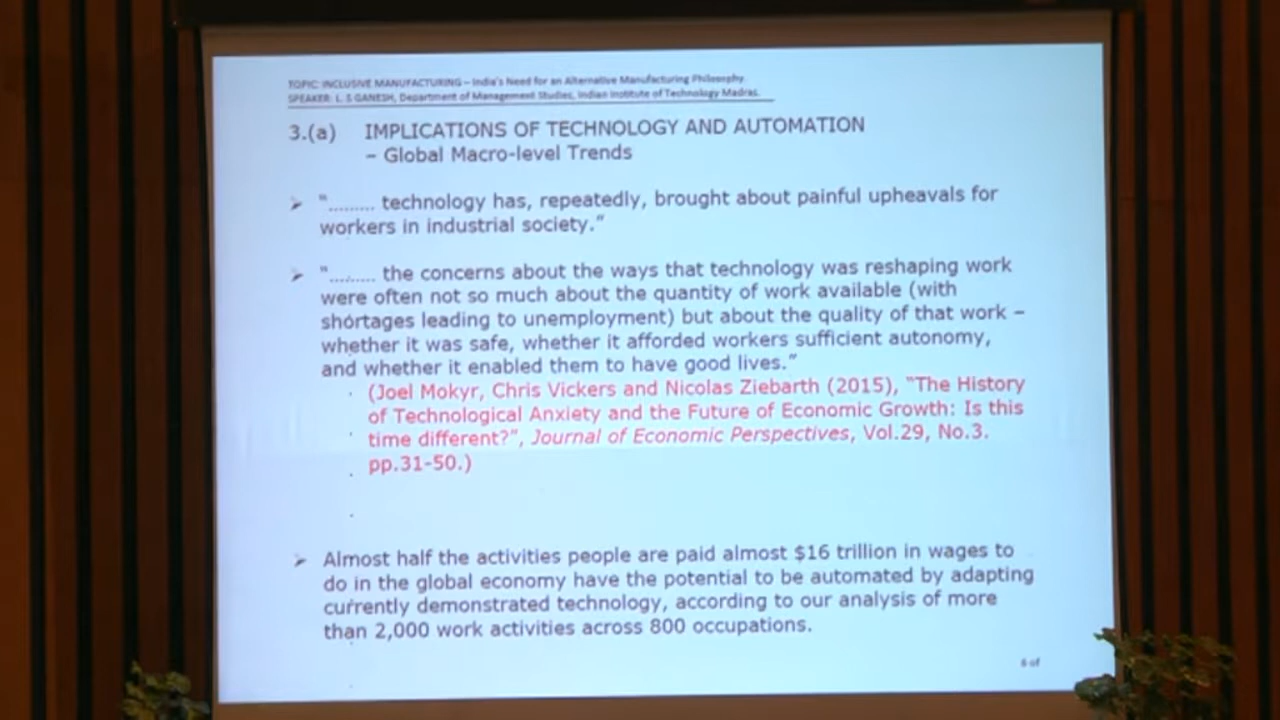 TOPIC: INCLUSIVE MANUFACTURING – India's Need for an Alternative Manufacturing Philosophy.
SPEAKER: L. S GANESH, Department of Management Studies, Indian Institute of Technology Madras.
3.(a) IMPLICATIONS OF TECHNOLOGY AND AUTOMATION
– Global Macro-level Trends
➢ "......... technology has, repeatedly, brought about painful upheavals for
workers in industrial society."
➢ "......... the concerns about the ways that technology was reshaping work
were often not so much about the quantity of work available (with
shortages leading to unemployment) but about the quality of that work –
whether it was safe, whether it afforded workers sufficient autonomy,
and whether it enabled them to have good lives."
(Joel Mokyr, Chris Vickers and Nicolas Ziebarth (2015), "The History
of Technological Anxiety and the Future of Economic Growth: Is this
time different?", Journal of Economic Perspectives, Vol.29, No.3.
pp.31-50.)
➢ Almost half the activities people are paid almost $16 trillion in wages to
do in the global economy have the potential to be automated by adapting
currently demonstrated technology, according to our analysis of more
than 2,000 work activities across 800 occupations.
6 of